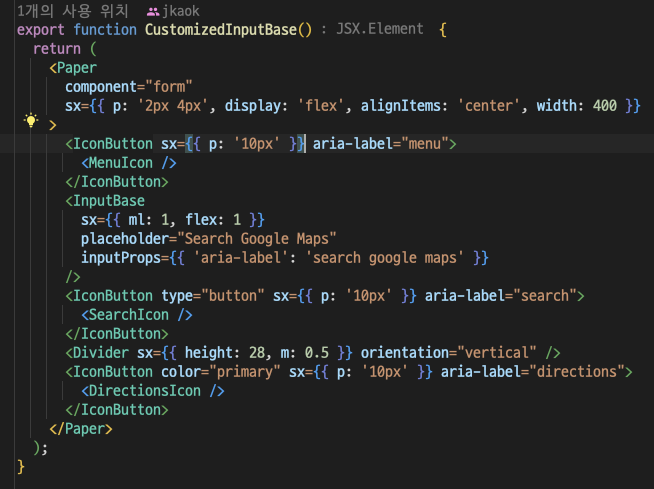 1개의 사용 위치 jkaok
export function CustomizedInputBase() : JSX.Element {
return (
<Paper
component="form"
sx={{ p: '2px 4px', display: 'flex', alignItems: 'center', width: 400 }}
>
<IconButton sx={{ p: '10px' }} aria-label="menu">
<MenuIcon />
</IconButton>
<InputBase
sx={{ ml: 1, flex: 1 }}
placeholder="Search Google Maps"
inputProps={{ 'aria-label': 'search google maps' }}
/>
<IconButton type="button" sx={{ p: '10px' }} aria-label="search">
<SearchIcon />
</IconButton>
<Divider sx={{ height: 28, m: 0.5 }} orientation="vertical" />
<IconButton color="primary" sx={{ p: '10px' }} aria-label="directions">
<DirectionsIcon />
</IconButton>
</Paper>
);
}